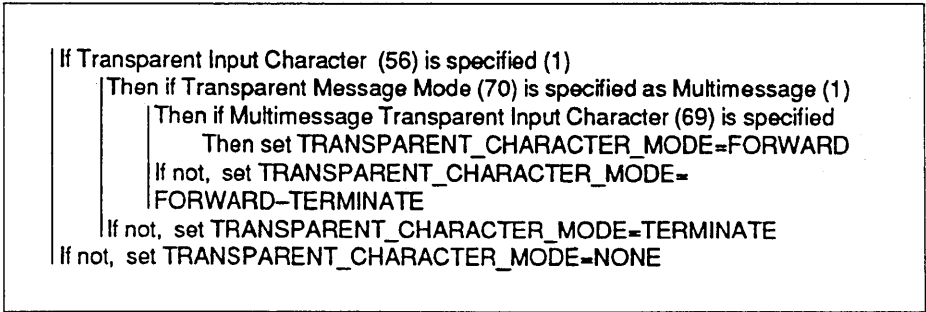 If Transparent Input Character (56) is specified (1)
Then if Transparent Message Mode (70) is specified as Multimessage (1)
Then if Multimessage Transparent Input Character (69) is specified
Then set TRANSPARENT_CHARACTER_MODE=FORWARD
If not, set TRANSPARENT_CHARACTER_MODE=
FORWARD–TERMINATE
If not, set TRANSPARENT_CHARACTER_MODE=TERMINATE
If not, set TRANSPARENT_CHARACTER_MODE=NONE